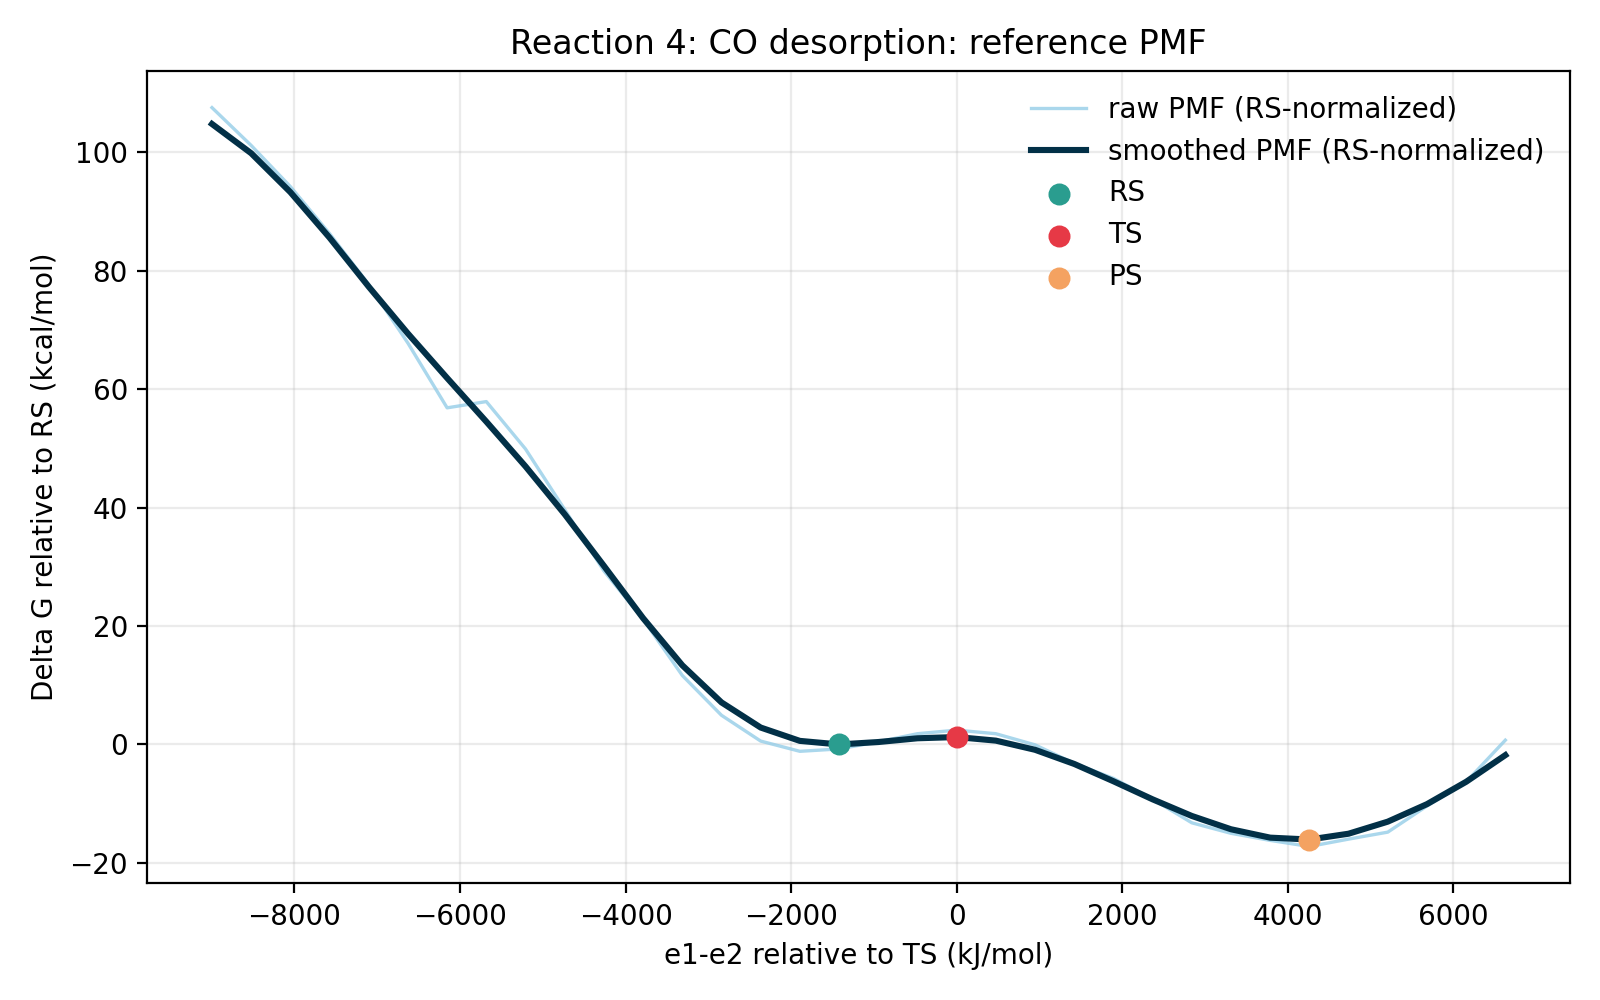 Reaction 4: CO desorption: reference PMF
raw PMF (RS-normalized)
smoothed PMF (RS-normalized)
RS
TS
PS
Delta G relative to RS (kcal/mol)
100
80
60
40
20
0
−20
−8000
−6000
−4000
−2000
0
2000
4000
6000
e1-e2 relative to TS (kJ/mol)